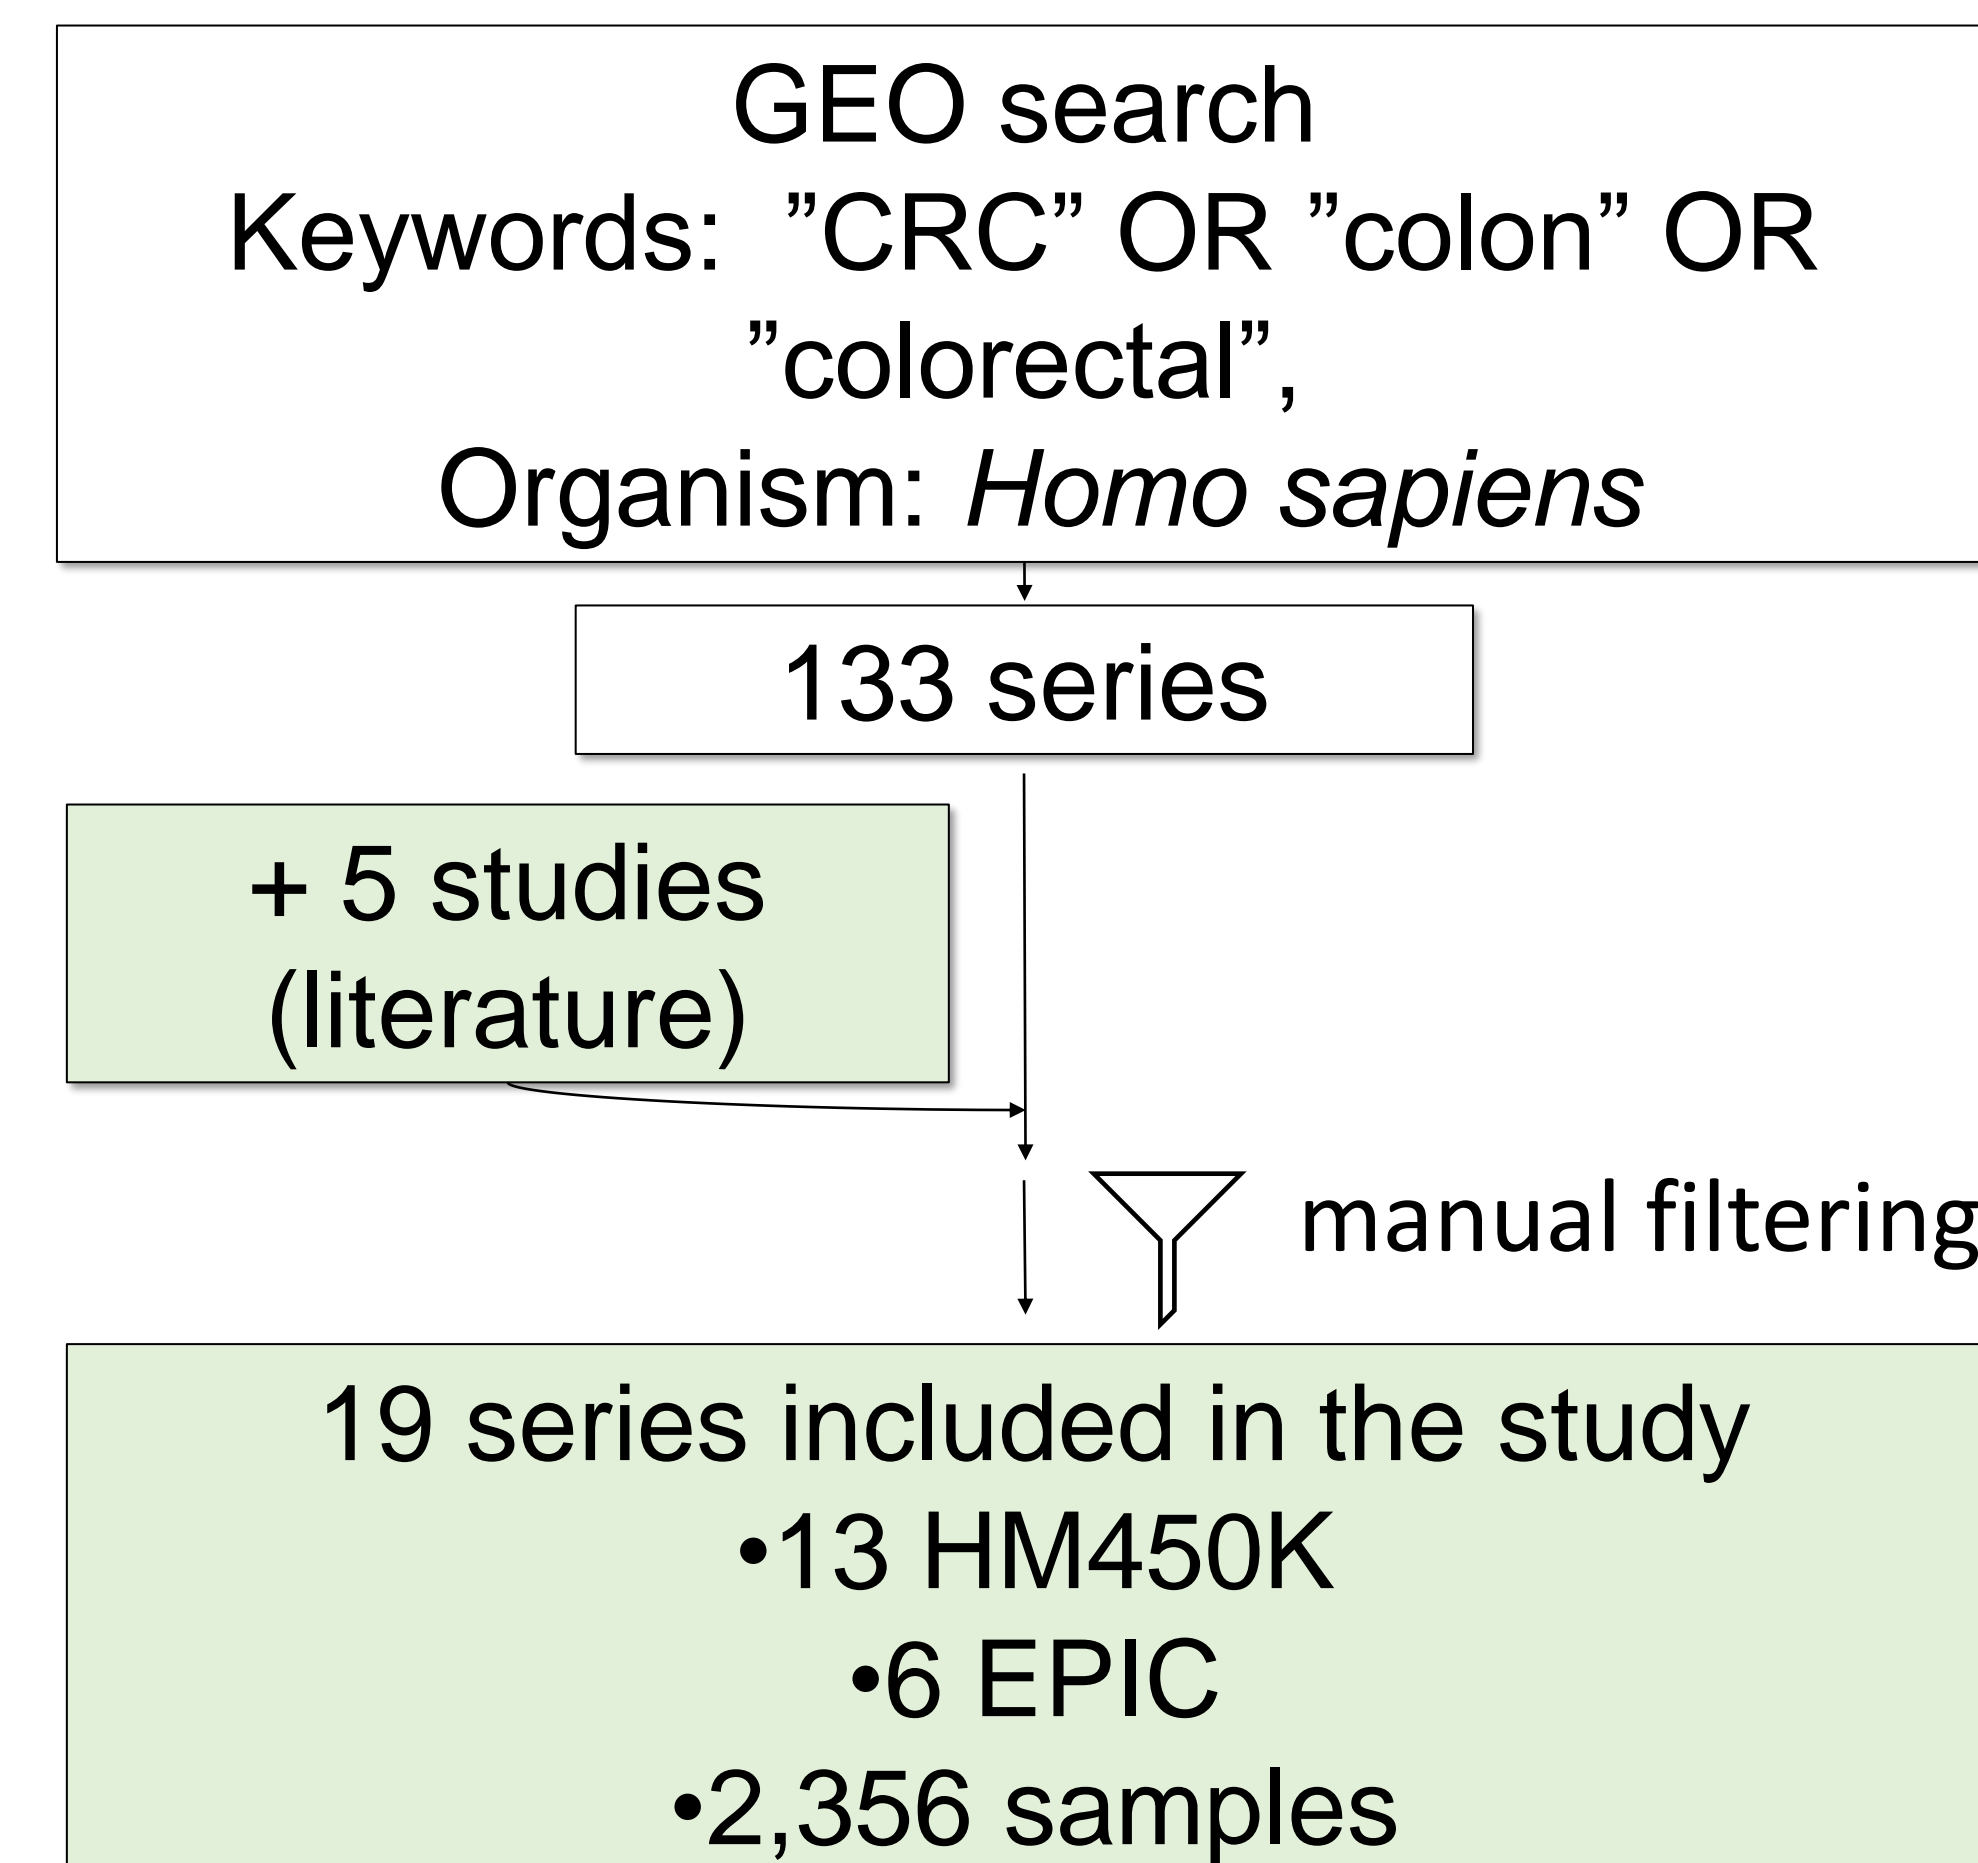 GEO search
Keywords: ”CRC” OR ”colon” OR
”colorectal”,
Organism: Homo sapiens
133 series
+ 5 studies
(literature)
manual filtering
19 series included in the study
•13 HM450K
•6 EPIC
•2,356 samples